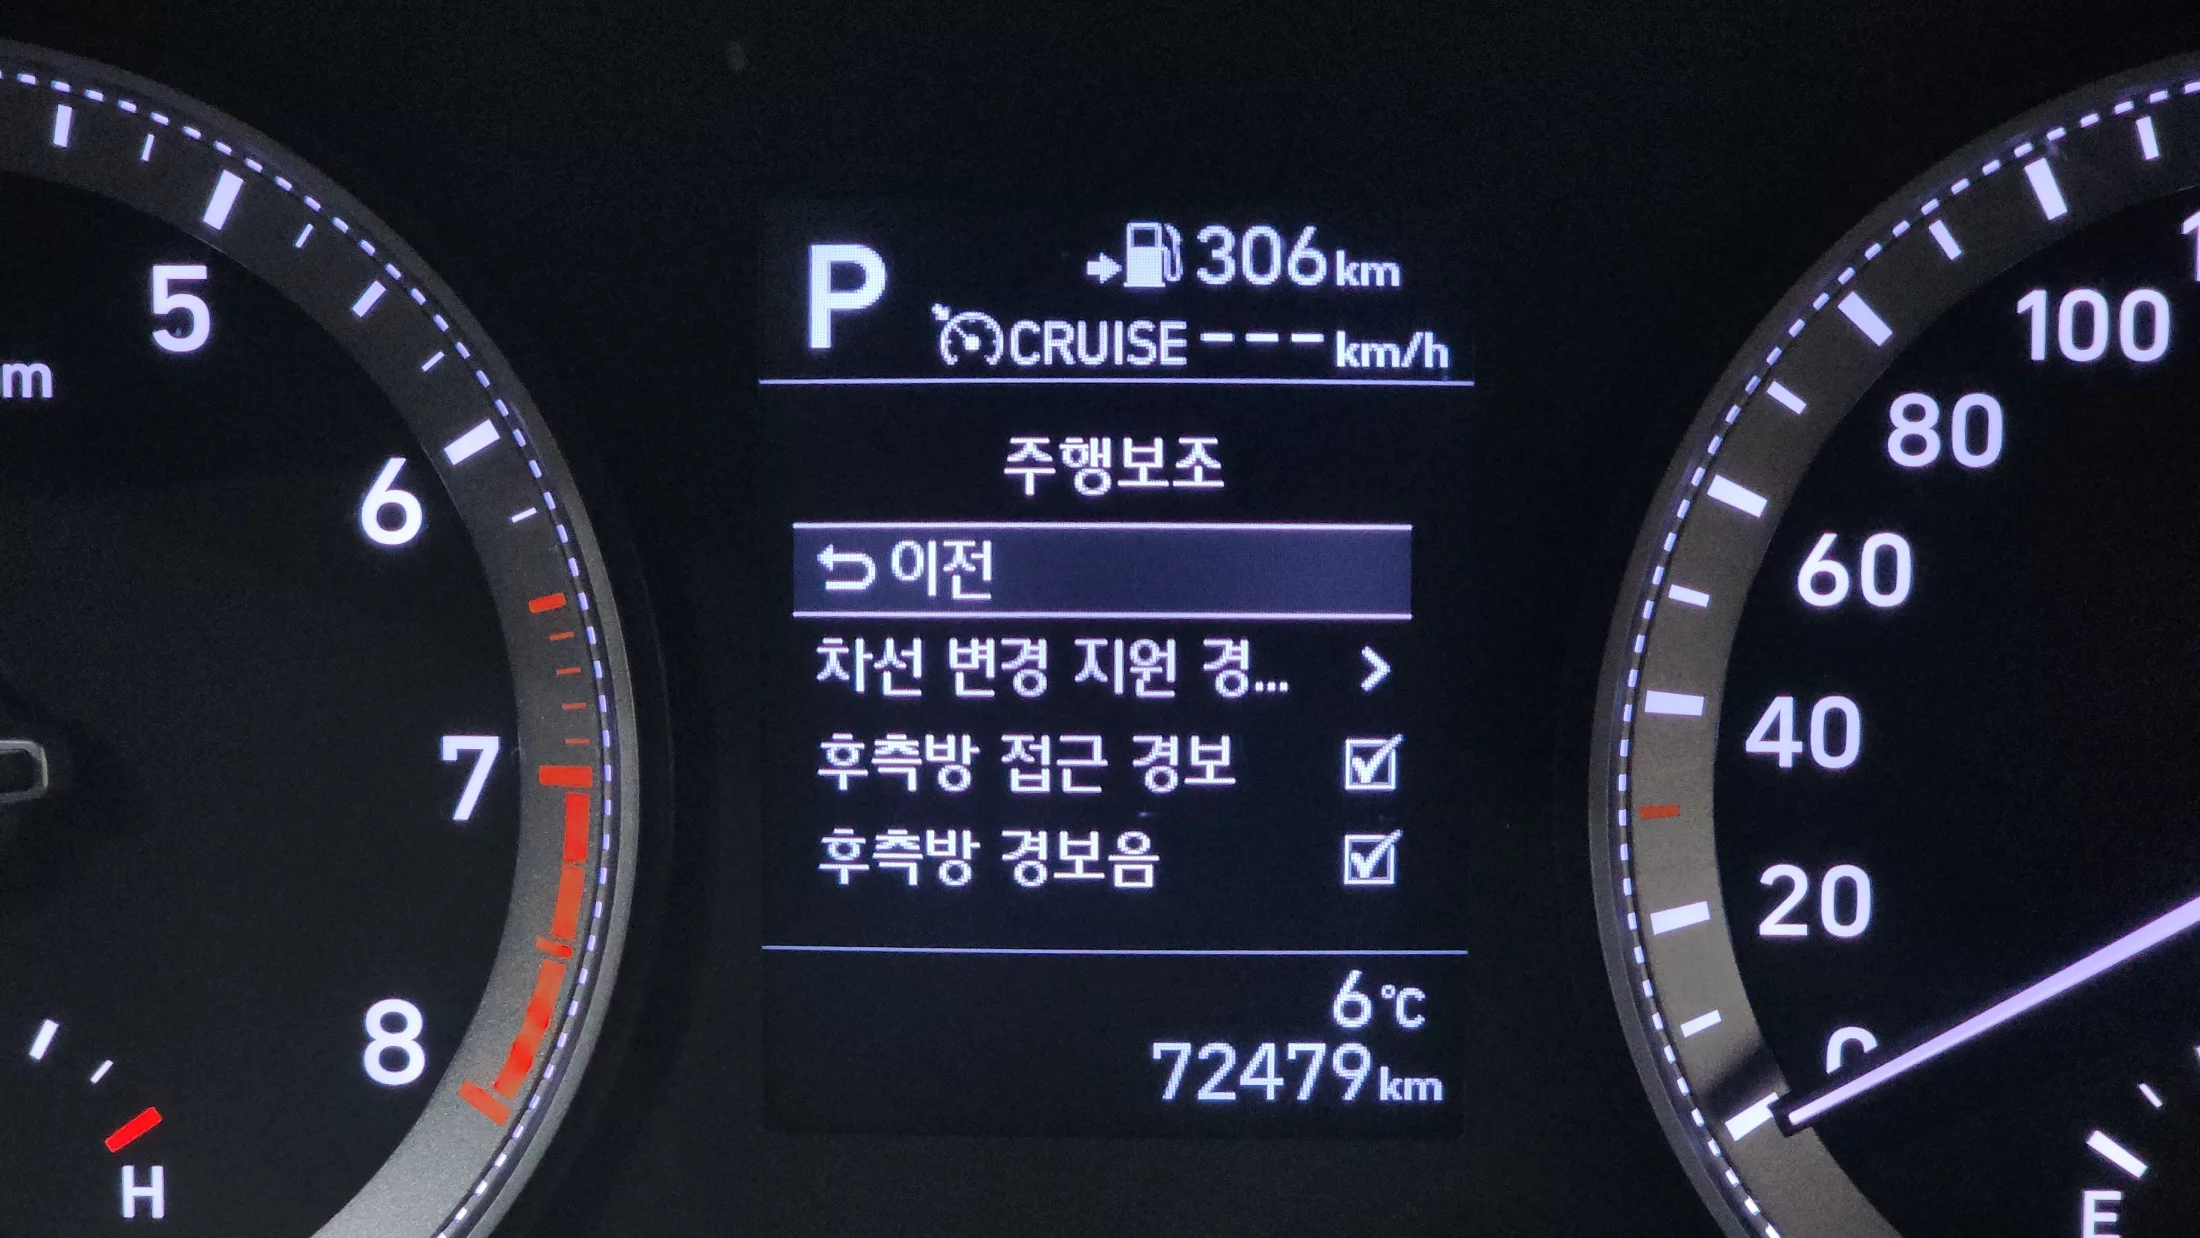 5
m
6
7
8
H
P
306km
CRUISE---km/h
주행보조
이전
차선 변경 지원 경...
후측방 접근 경보
후측방 경보음
6°C
72479km
100
80
60
40
20
0
E